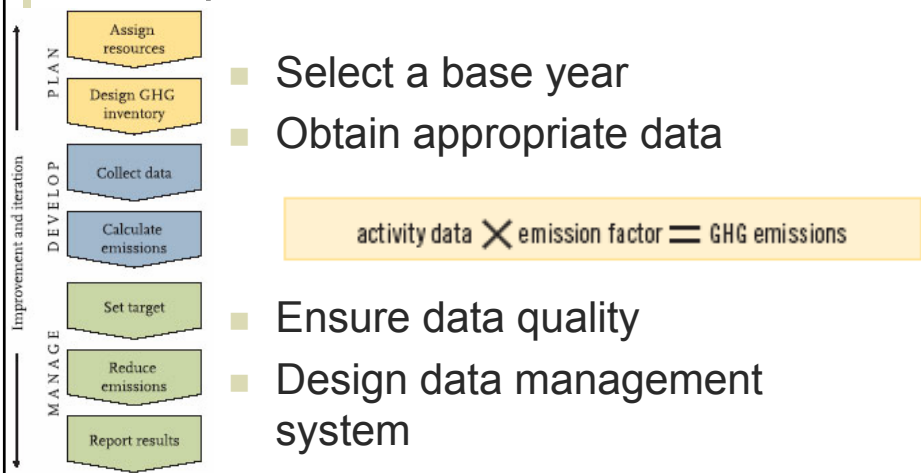 Improvement and iteration
PLAN
Assign
resources
Design GHG
inventory
DEVELOP
Collect data
Calculate
emissions
MANAGE
Set target
Reduce
emissions
Report results
Select a base year
Obtain appropriate data
activity data X emission factor = GHG emissions
Ensure data quality
Design data management
system